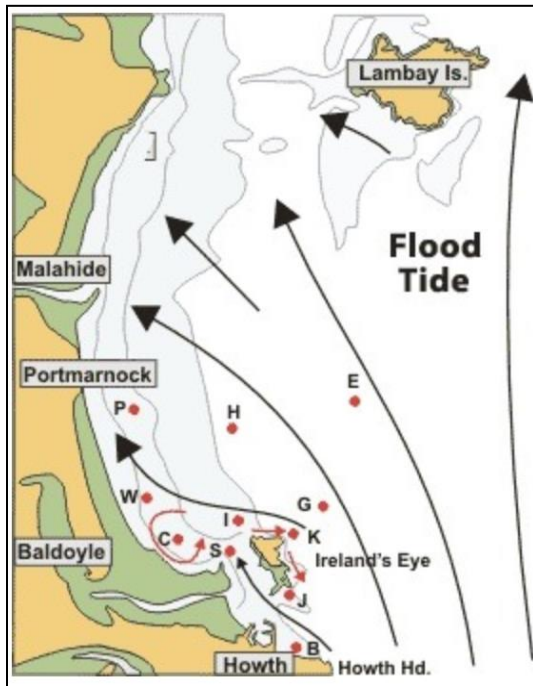 Lambay Is.
Flood
Tide
Malahide
Portmarnock
E
P
H
W
G
I
K
C
S
Ireland's Eye
Baldoyle
J
B
Howth
Howth Hd.